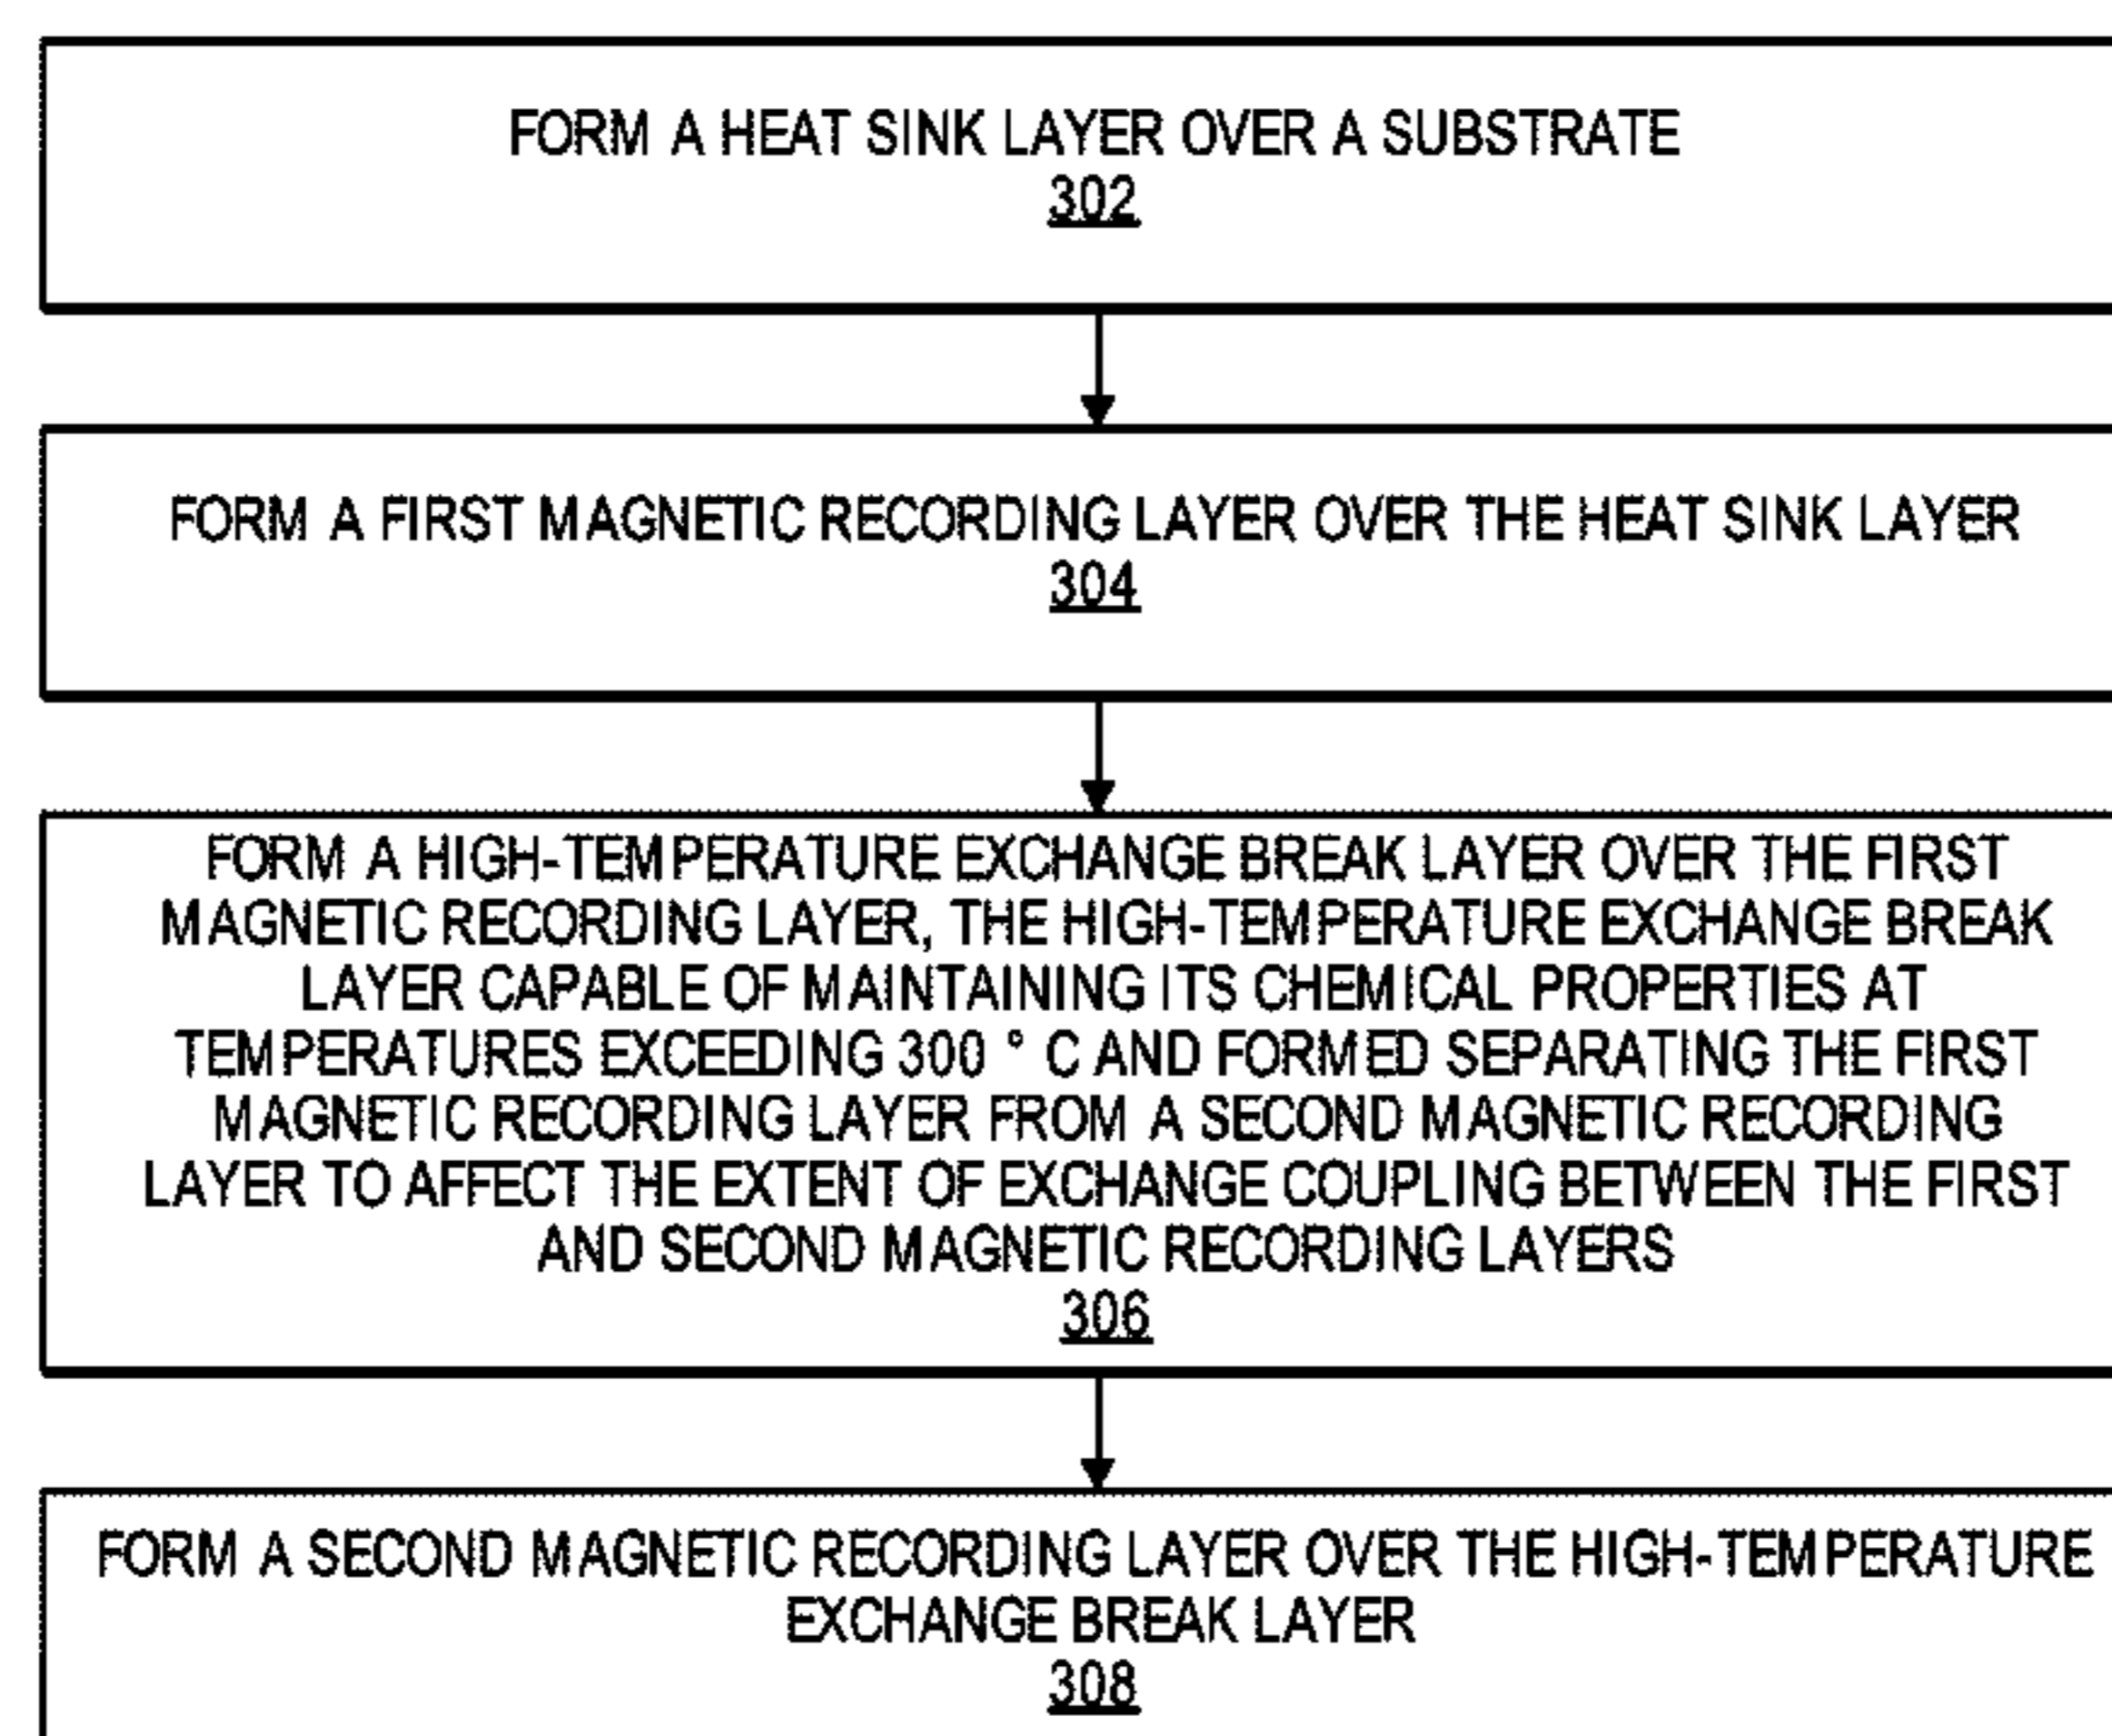 FORM A HEAT SINK LAYER OVER A SUBSTRATE
302
FORM A FIRST MAGNETIC RECORDING LAYER OVER THE HEAT SINK LAYER
304
FORM A HIGH-TEMPERATURE EXCHANGE BREAK LAYER OVER THE FIRST
MAGNETIC RECORDING LAYER, THE HIGH-TEMPERATURE EXCHANGE BREAK
LAYER CAPABLE OF MAINTAINING ITS CHEMICAL PROPERTIES AT
TEMPERATURES EXCEEDING 300 ° C AND FORMED SEPARATING THE FIRST
MAGNETIC RECORDING LAYER FROM A SECOND MAGNETIC RECORDING
LAYER TO AFFECT THE EXTENT OF EXCHANGE COUPLING BETWEEN THE FIRST
AND SECOND MAGNETIC RECORDING LAYERS
306
FORM A SECOND MAGNETIC RECORDING LAYER OVER THE HIGH-TEMPERATURE
EXCHANGE BREAK LAYER
308